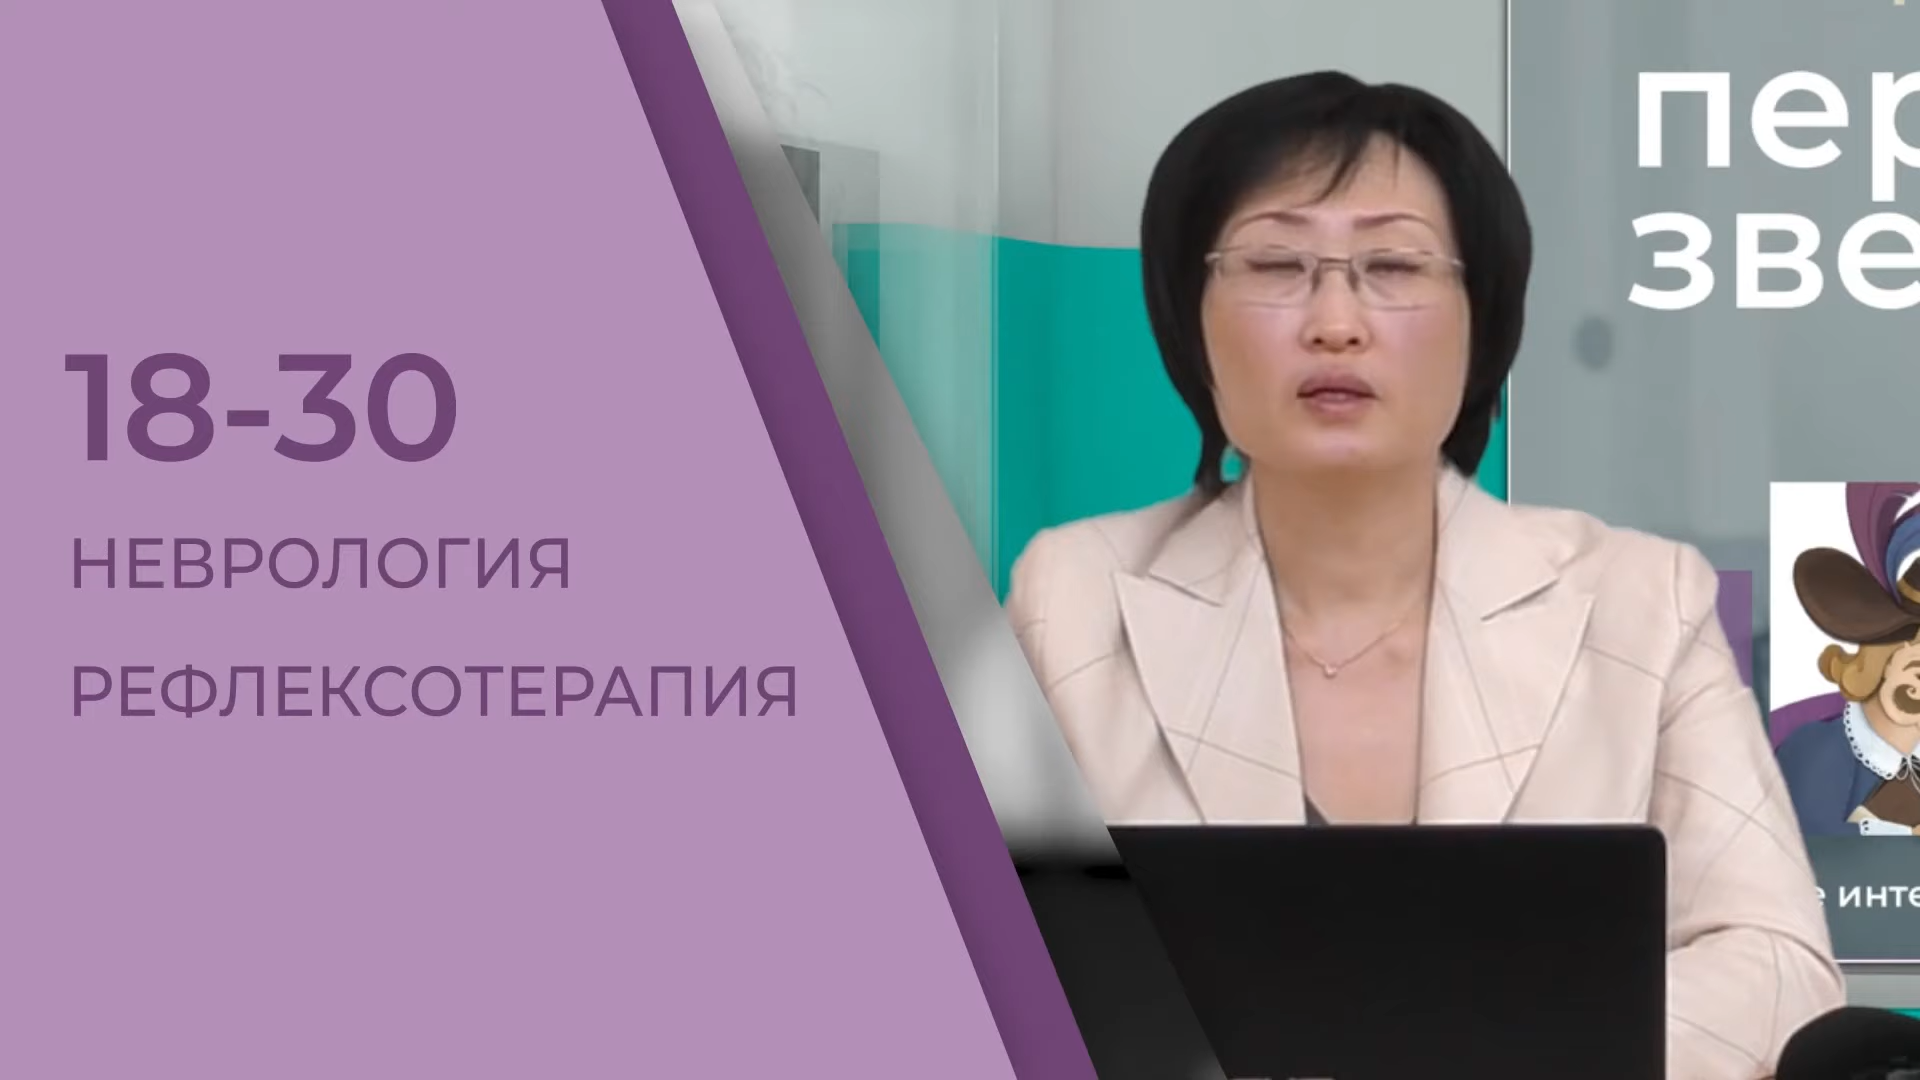 18-30
НЕВРОЛОГИЯ
РЕФЛЕКСОТЕРАПИЯ
пер
зве
е инте